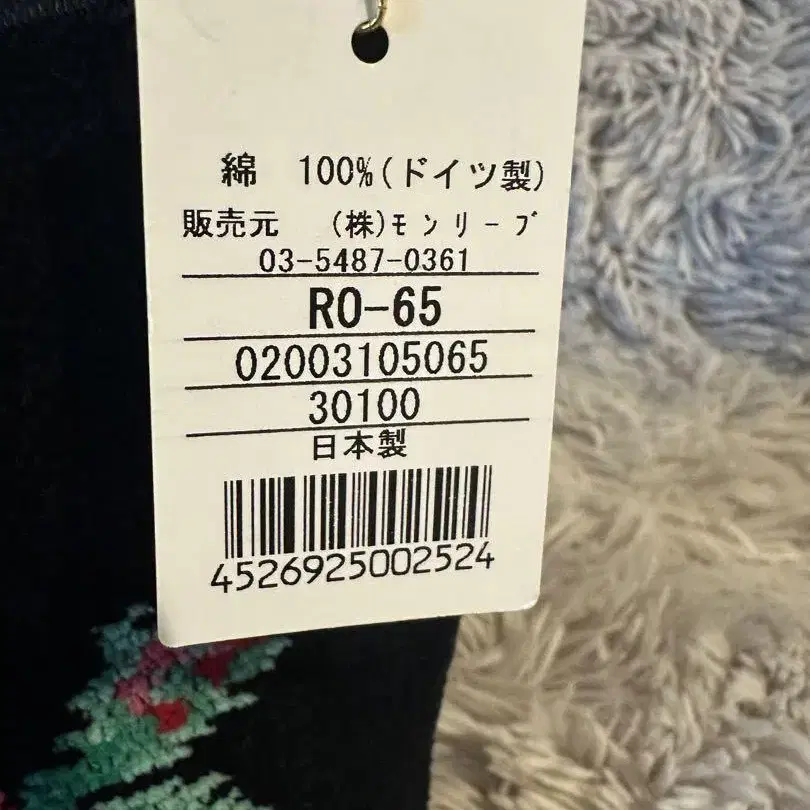 綿 100%(ドイツ製)
販売元 (株)ﾓﾝﾘｰﾌﾞ
03-5487-0361
RO-65
02003105065
30100
日本製
4526925002524